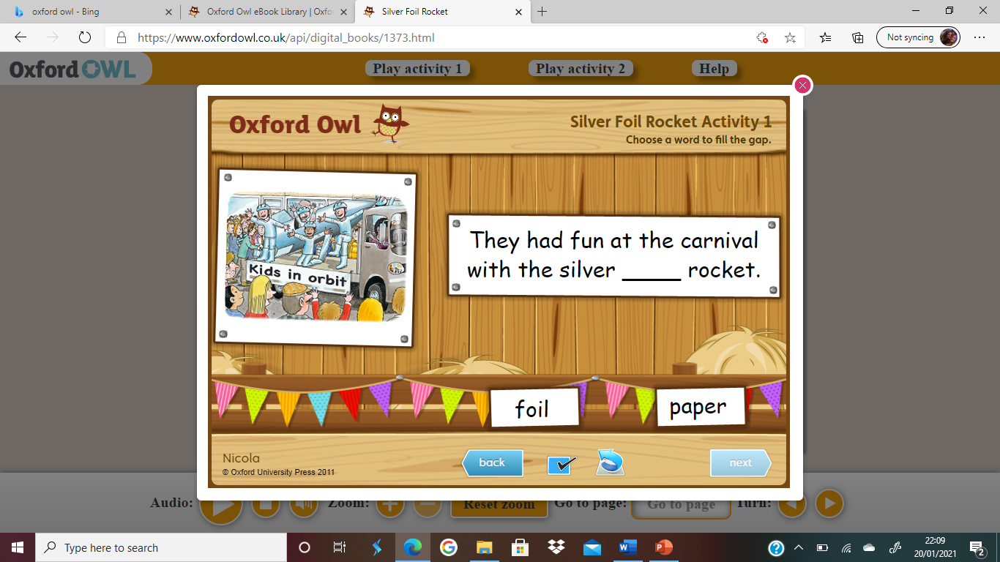 oxford owl - Bing
Oxford Owl eBook Library | Oxfo
Silver Foil Rocket
https://www.oxfordowl.co.uk/api/digital_books/1373.html
Not syncing
Oxford OWL
Play activity 1
Play activity 2
Help
Oxford Owl
Silver Foil Rocket Activity 1
Choose a word to fill the gap.
Kids in orbit
They had fun at the carnival
with the silver _____ rocket.
foil
paper
Nicola
© Oxford University Press 2011
back
next
Audio:
Zoom:
Reset zoom
Go to page:
Go to page
Turn:
Type here to search
22:09
20/01/2021
2